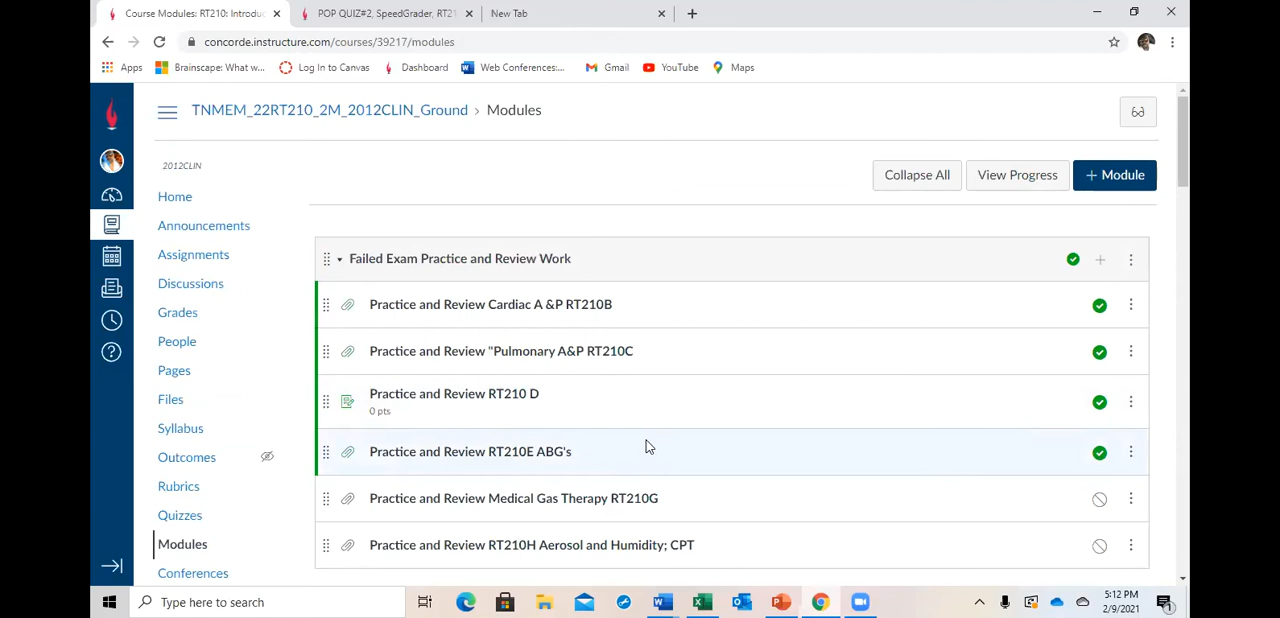 Course Modules: RT210: Introduc
POP QUIZ#2, SpeedGrader, RT21
New Tab
concorde.instructure.com/courses/39217/modules
Apps
Brainscape: What w...
Log In to Canvas
Dashboard
Web Conferences:...
Gmail
YouTube
Maps
TNMEM_22RT210_2M_2012CLIN_Ground › Modules
2012CLIN
Collapse All
View Progress
+ Module
Home
Announcements
Assignments
Discussions
Grades
People
Pages
Files
Syllabus
Outcomes
Rubrics
Quizzes
Modules
Conferences
Failed Exam Practice and Review Work
Practice and Review Cardiac A &P RT210B
Practice and Review "Pulmonary A&P RT210C
Practice and Review RT210 D
0 pts
Practice and Review RT210E ABG's
Practice and Review Medical Gas Therapy RT210G
Practice and Review RT210H Aerosol and Humidity; CPT
Type here to search
5:12 PM
2/9/2021
1